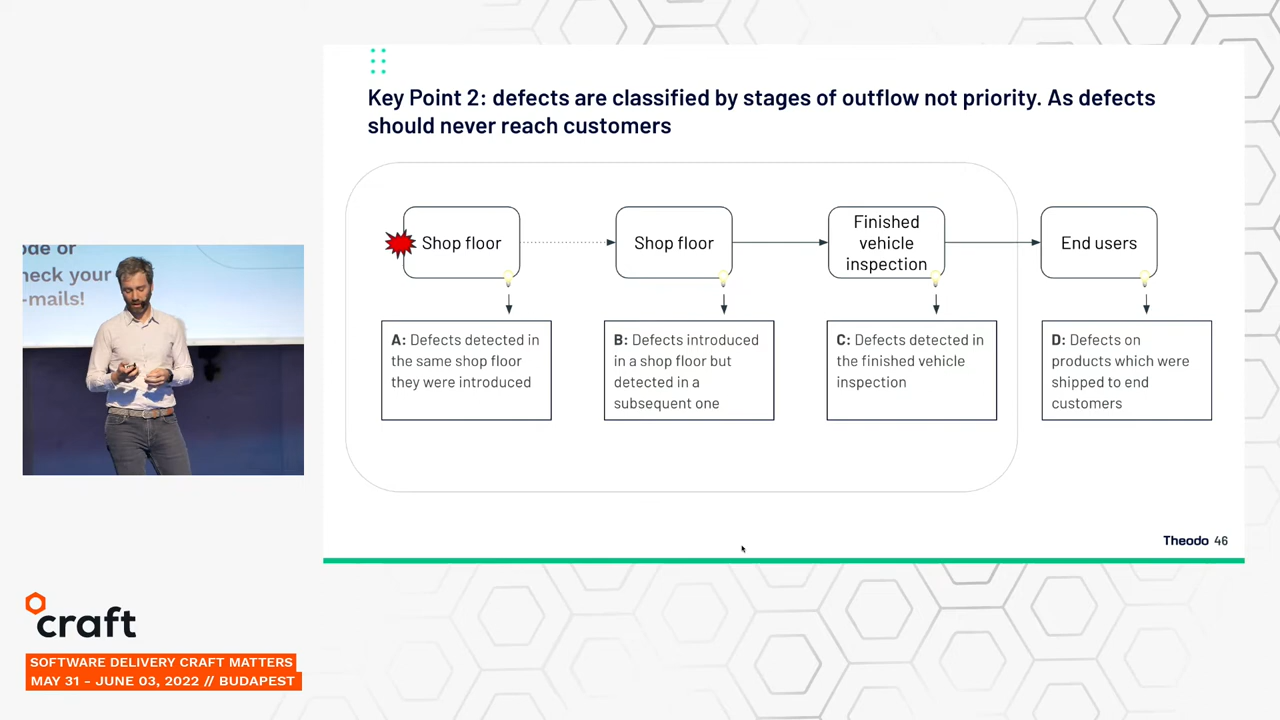 Key Point 2: defects are classified by stages of outflow not priority. As defects
should never reach customers
Shop floor
Shop floor
Finished
vehicle
inspection
End users
A: Defects detected in
the same shop floor
they were introduced
B: Defects introduced
in a shop floor but
detected in a
subsequent one
C: Defects detected in
the finished vehicle
inspection
D: Defects on
products which were
shipped to end
customers
Theodo 46
ode or
heck your
-mails!
craft
SOFTWARE DELIVERY CRAFT MATTERS
MAY 31 - JUNE 03, 2022 // BUDAPEST